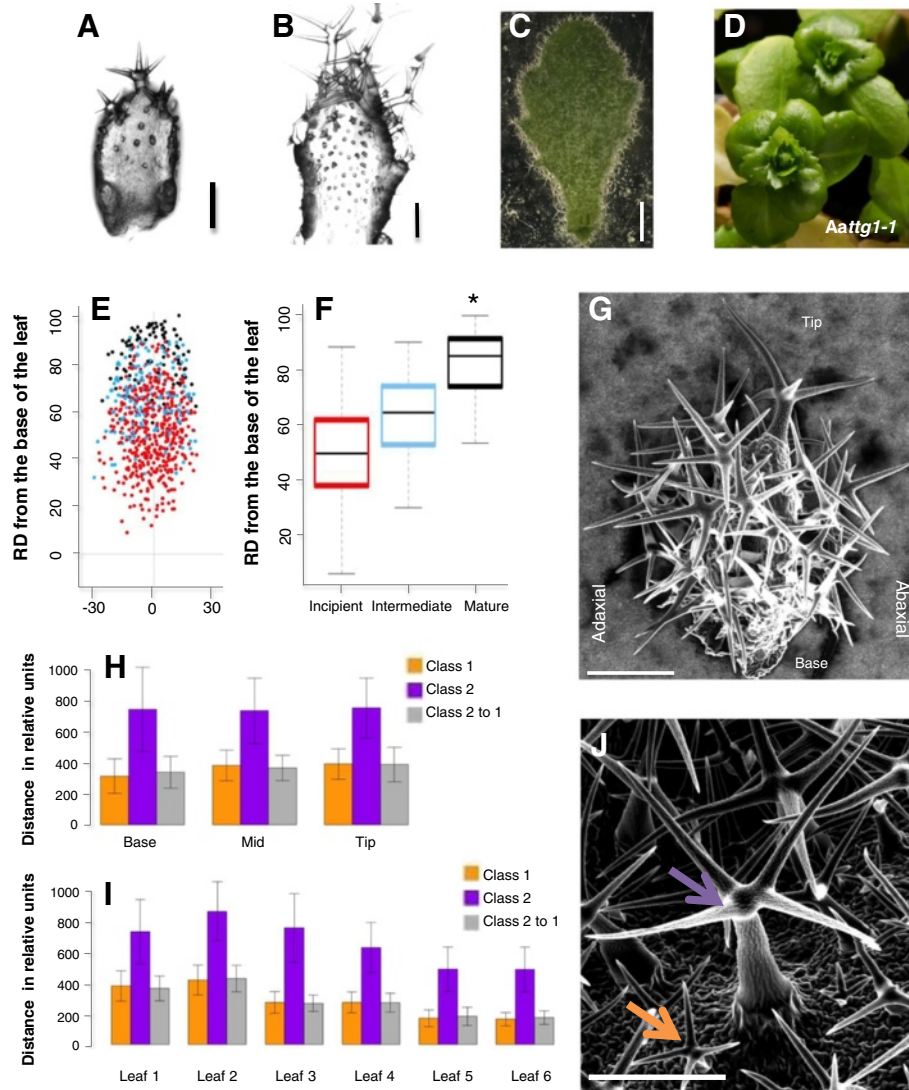 A
B
C
D
Aattg1-1
E
RD from the base of the leaf
100
80
60
40
20
0
-30
0
30
F
*
RD from the base of the leaf
100
80
60
40
20
Incipient
Intermediate
Mature
G
Tip
Adaxial
Abaxial
Base
H
Distance in relative units
1000
800
600
400
200
0
Class 1
Class 2
Class 2 to 1
Base
Mid
Tip
I
Distance in relative units
1000
800
600
400
200
0
Class 1
Class 2
Class 2 to 1
Leaf 1
Leaf 2
Leaf 3
Leaf 4
Leaf 5
Leaf 6
J